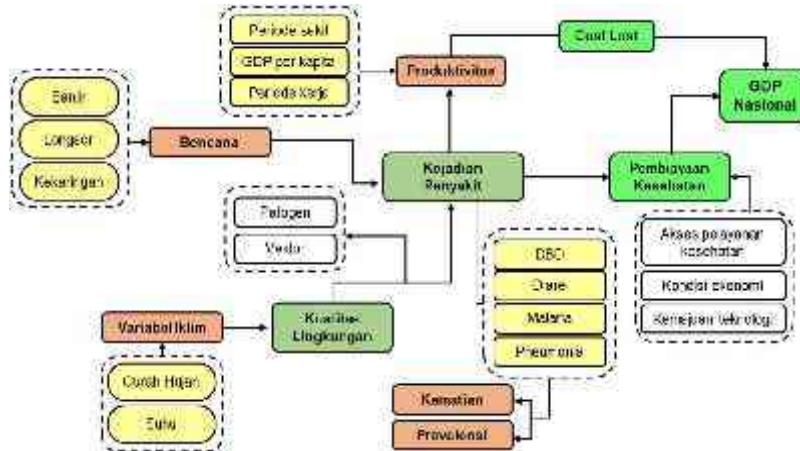 Periode sakit
GDP per kapita
Periode kerja
Produktivitas
Cost Lost
GDP
Nasional
Banjir
Longsor
Kekeringan
Bencana
Kejadian
Penyakit
Pembiayaan
Kesehatan
Patogen
Vektor
Akses pelayanan
kesehatan
Kondisi ekonomi
Kemajuan teknologi
DBD
Diare
Malaria
Pneumonia
Variabel Iklim
Kualitas
Lingkungan
Curah Hujan
Suhu
Kematian
Prevalensi